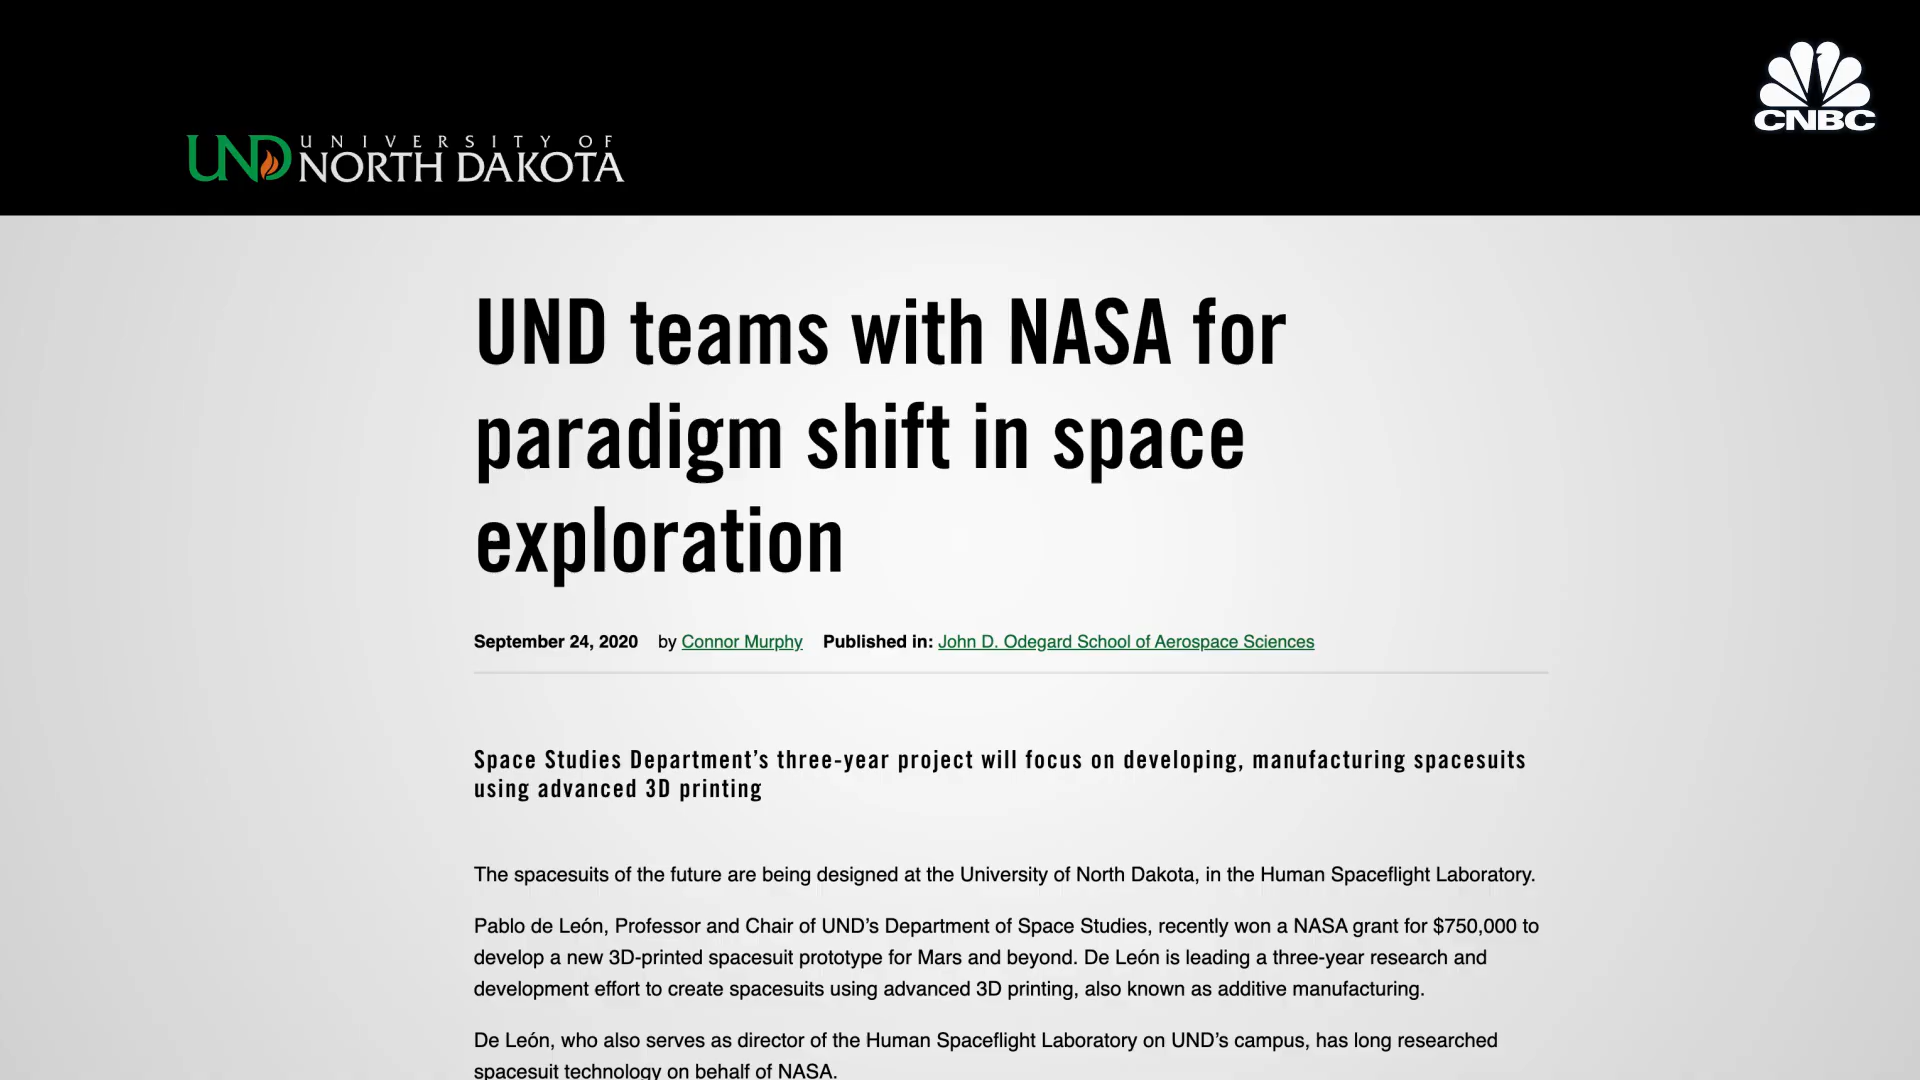 CNBC
UND UNIVERSITY OF
NORTH DAKOTA
UND teams with NASA for
paradigm shift in space
exploration
September 24, 2020 by Connor Murphy Published in: John D. Odegard School of Aerospace Sciences
Space Studies Department’s three-year project will focus on developing, manufacturing spacesuits
using advanced 3D printing
The spacesuits of the future are being designed at the University of North Dakota, in the Human Spaceflight Laboratory.
Pablo de León, Professor and Chair of UND’s Department of Space Studies, recently won a NASA grant for $750,000 to
develop a new 3D-printed spacesuit prototype for Mars and beyond. De León is leading a three-year research and
development effort to create spacesuits using advanced 3D printing, also known as additive manufacturing.
De León, who also serves as director of the Human Spaceflight Laboratory on UND’s campus, has long researched
spacesuit technology on behalf of NASA.